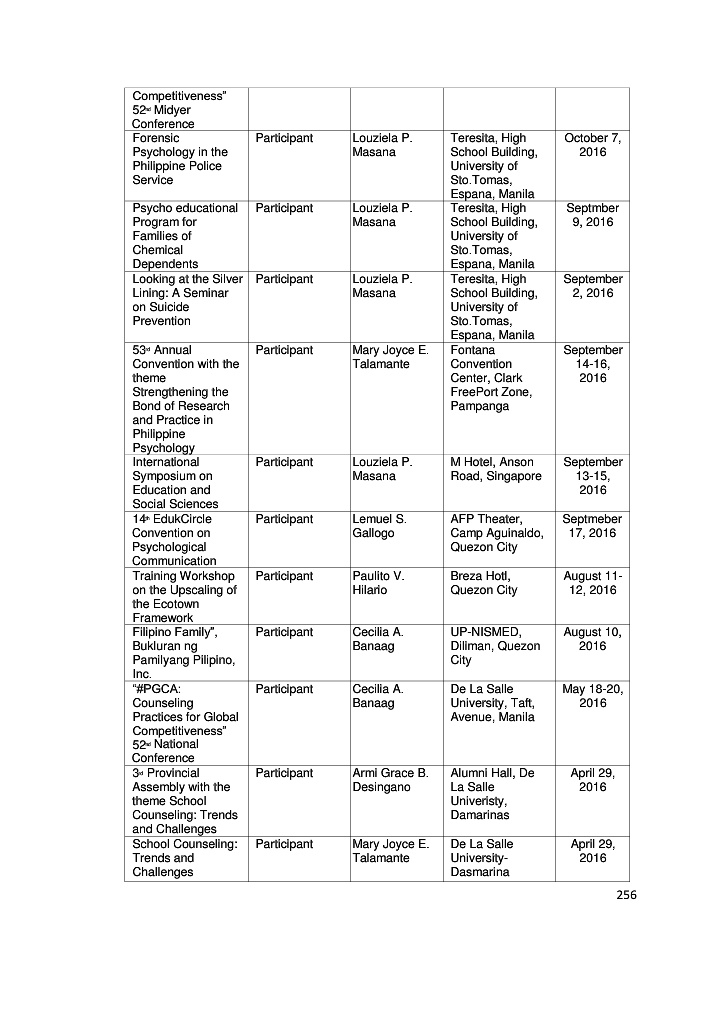 Competitiveness"
52nd Midyer
Conference
Forensic
Psychology in the
Philippine Police
Service
Participant
Louziela P.
Masana
Teresita, High
School Building,
University of
Sto.Tomas,
Espana, Manila
October 7,
2016
Psycho educational
Program for
Families of
Chemical
Dependents
Participant
Louziela P.
Masana
Teresita, High
School Building,
University of
Sto.Tomas,
Espana, Manila
Septmber
9, 2016
Looking at the Silver
Lining: A Seminar
on Suicide
Prevention
Participant
Louziela P.
Masana
Teresita, High
School Building,
University of
Sto.Tomas,
Espana, Manila
September
2, 2016
53rd Annual
Convention with the
theme
Strengthening the
Bond of Research
and Practice in
Philippine
Psychology
Participant
Mary Joyce E.
Talamante
Fontana
Convention
Center, Clark
FreePort Zone,
Pampanga
September
14-16,
2016
International
Symposium on
Education and
Social Sciences
Participant
Louziela P.
Masana
M Hotel, Anson
Road, Singapore
September
13-15,
2016
14th EdukCircle
Convention on
Psychological
Communication
Participant
Lemuel S.
Gallogo
AFP Theater,
Camp Aguinaldo,
Quezon City
Septmeber
17, 2016
Training Workshop
on the Upscaling of
the Ecotown
Framework
Participant
Paulito V.
Hilario
Breza Hotl,
Quezon City
August 11-
12, 2016
Filipino Family",
Bukluran ng
Pamilyang Pilipino,
Inc.
Participant
Cecilia A.
Banaag
UP-NISMED,
Diliman, Quezon
City
August 10,
2016
"#PGCA:
Counseling
Practices for Global
Competitiveness"
52nd National
Conference
Participant
Cecilia A.
Banaag
De La Salle
University, Taft,
Avenue, Manila
May 18-20,
2016
3rd Provincial
Assembly with the
theme School
Counseling: Trends
and Challenges
Participant
Armi Grace B.
Desingano
Alumni Hall, De
La Salle
Univeristy,
Damarinas
April 29,
2016
School Counseling:
Trends and
Challenges
Participant
Mary Joyce E.
Talamante
De La Salle
University-
Dasmarina
April 29,
2016
256